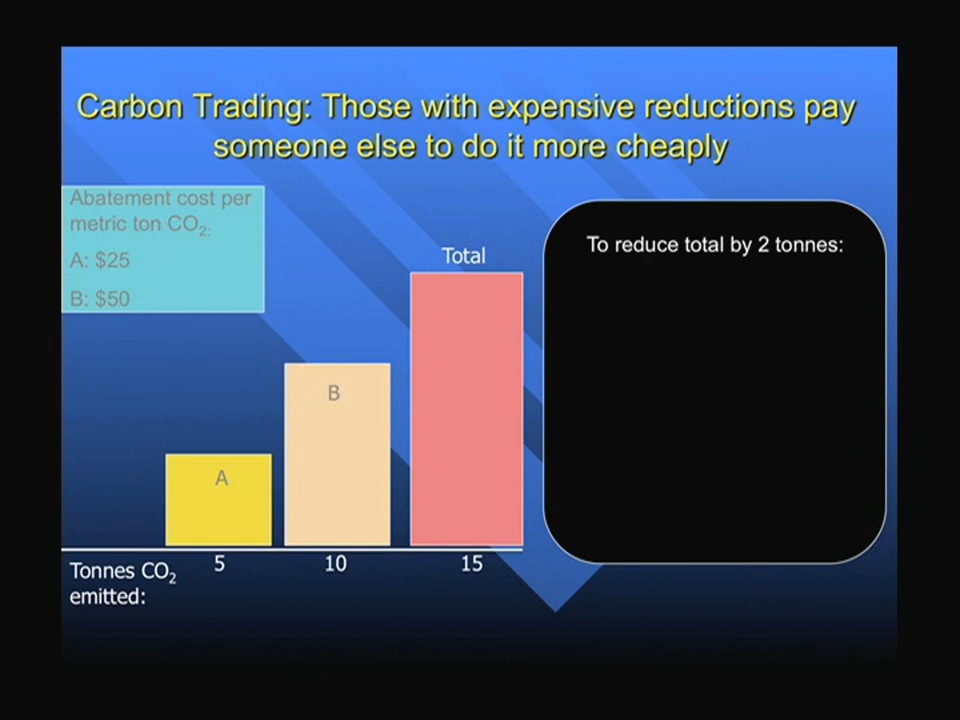 Carbon Trading: Those with expensive reductions pay
someone else to do it more cheaply
Abatement cost per
metric ton CO2:
A: $25
B: $50
Total
To reduce total by 2 tonnes:
B
A
5 10 15
Tonnes CO2
emitted: